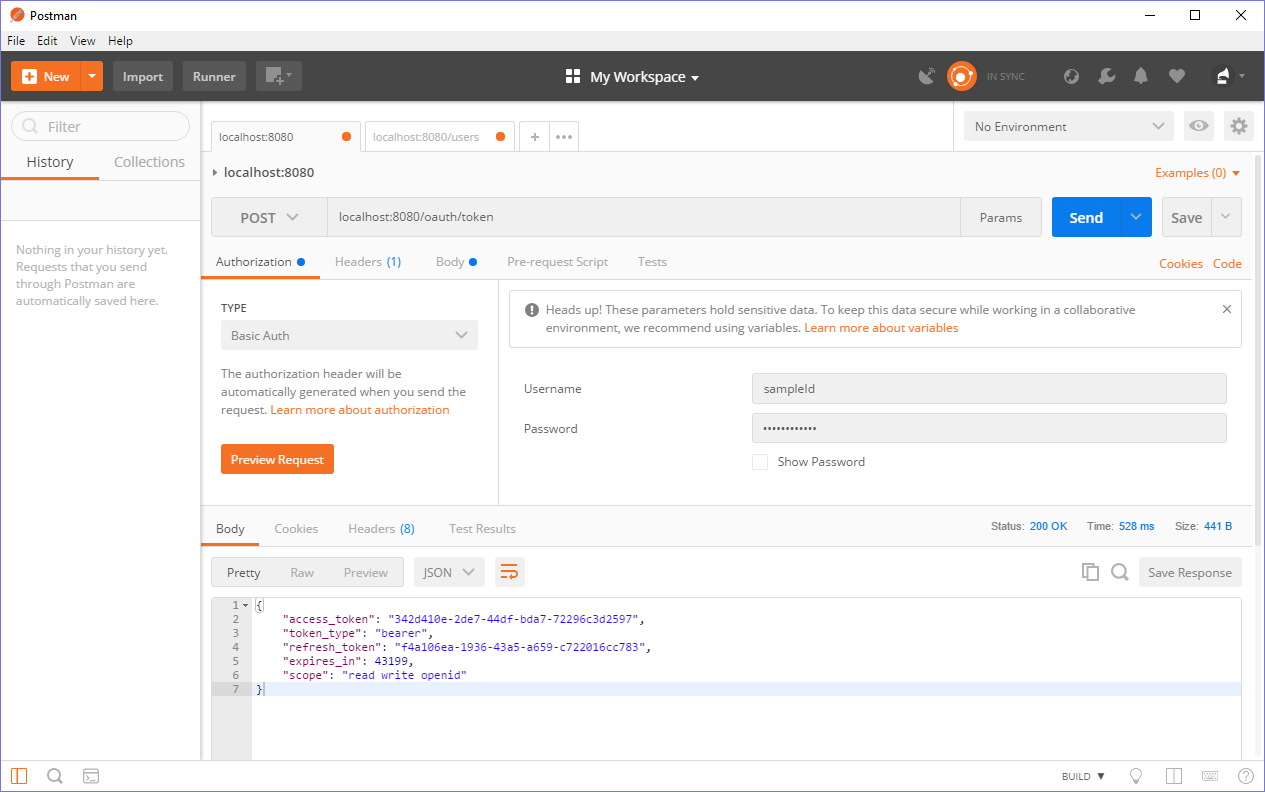 Postman
File Edit View Help
New Import Runner My Workspace IN SYNC
Filter
History Collections
Nothing in your history yet.
Requests that you send
through Postman are
automatically saved here.
localhost:8080 localhost:8080/users + ••• No Environment
localhost:8080 Examples (0)
POST localhost:8080/oauth/token Params Send Save
Authorization Headers (1) Body Pre-request Script Tests Cookies Code
TYPE
Basic Auth
The authorization header will be
automatically generated when you send the
request. Learn more about authorization
Preview Request
Heads up! These parameters hold sensitive data. To keep this data secure while working in a collaborative
environment, we recommend using variables. Learn more about variables
Username sampleId
Password ••••••••••••
Show Password
Body Cookies Headers (8) Test Results Status: 200 OK Time: 528 ms Size: 441 B
Pretty Raw Preview JSON Save Response
1 {
2 "access_token": "342d410e-2de7-44df-bda7-72296c3d2597",
3 "token_type": "bearer",
4 "refresh_token": "f4a106ea-1936-43a5-a659-c722016cc783",
5 "expires_in": 43199,
6 "scope": "read write openid"
7 }
BUILD